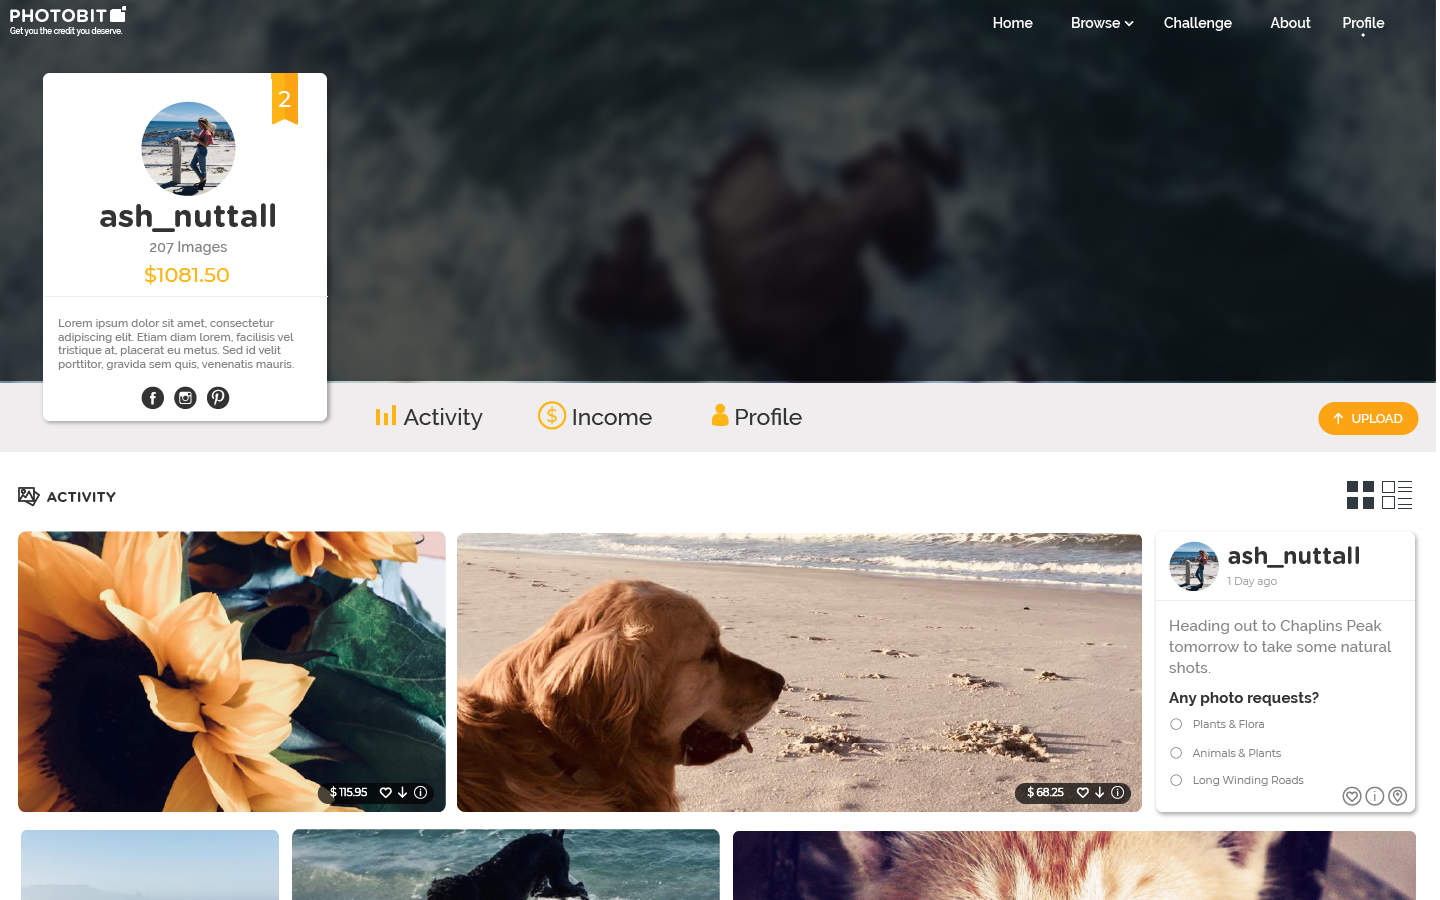 PHOTOBIT
Get you the credit you deserve.
Home
Browse
Challenge
About
Profile
2
ash_nuttall
207 Images
$1081.50
Lorem ipsum dolor sit amet, consectetur
adipiscing elit. Etiam diam lorem, facilisis vel
tristique at, placerat eu metus. Sed id velit
porttitor, gravida sem quis, venenatis mauris.
Activity
Income
Profile
UPLOAD
ACTIVITY
$ 115.95
$ 68.25
ash_nuttall
1 Day ago
Heading out to Chaplins Peak
tomorrow to take some natural
shots.
Any photo requests?
Plants & Flora
Animals & Plants
Long Winding Roads